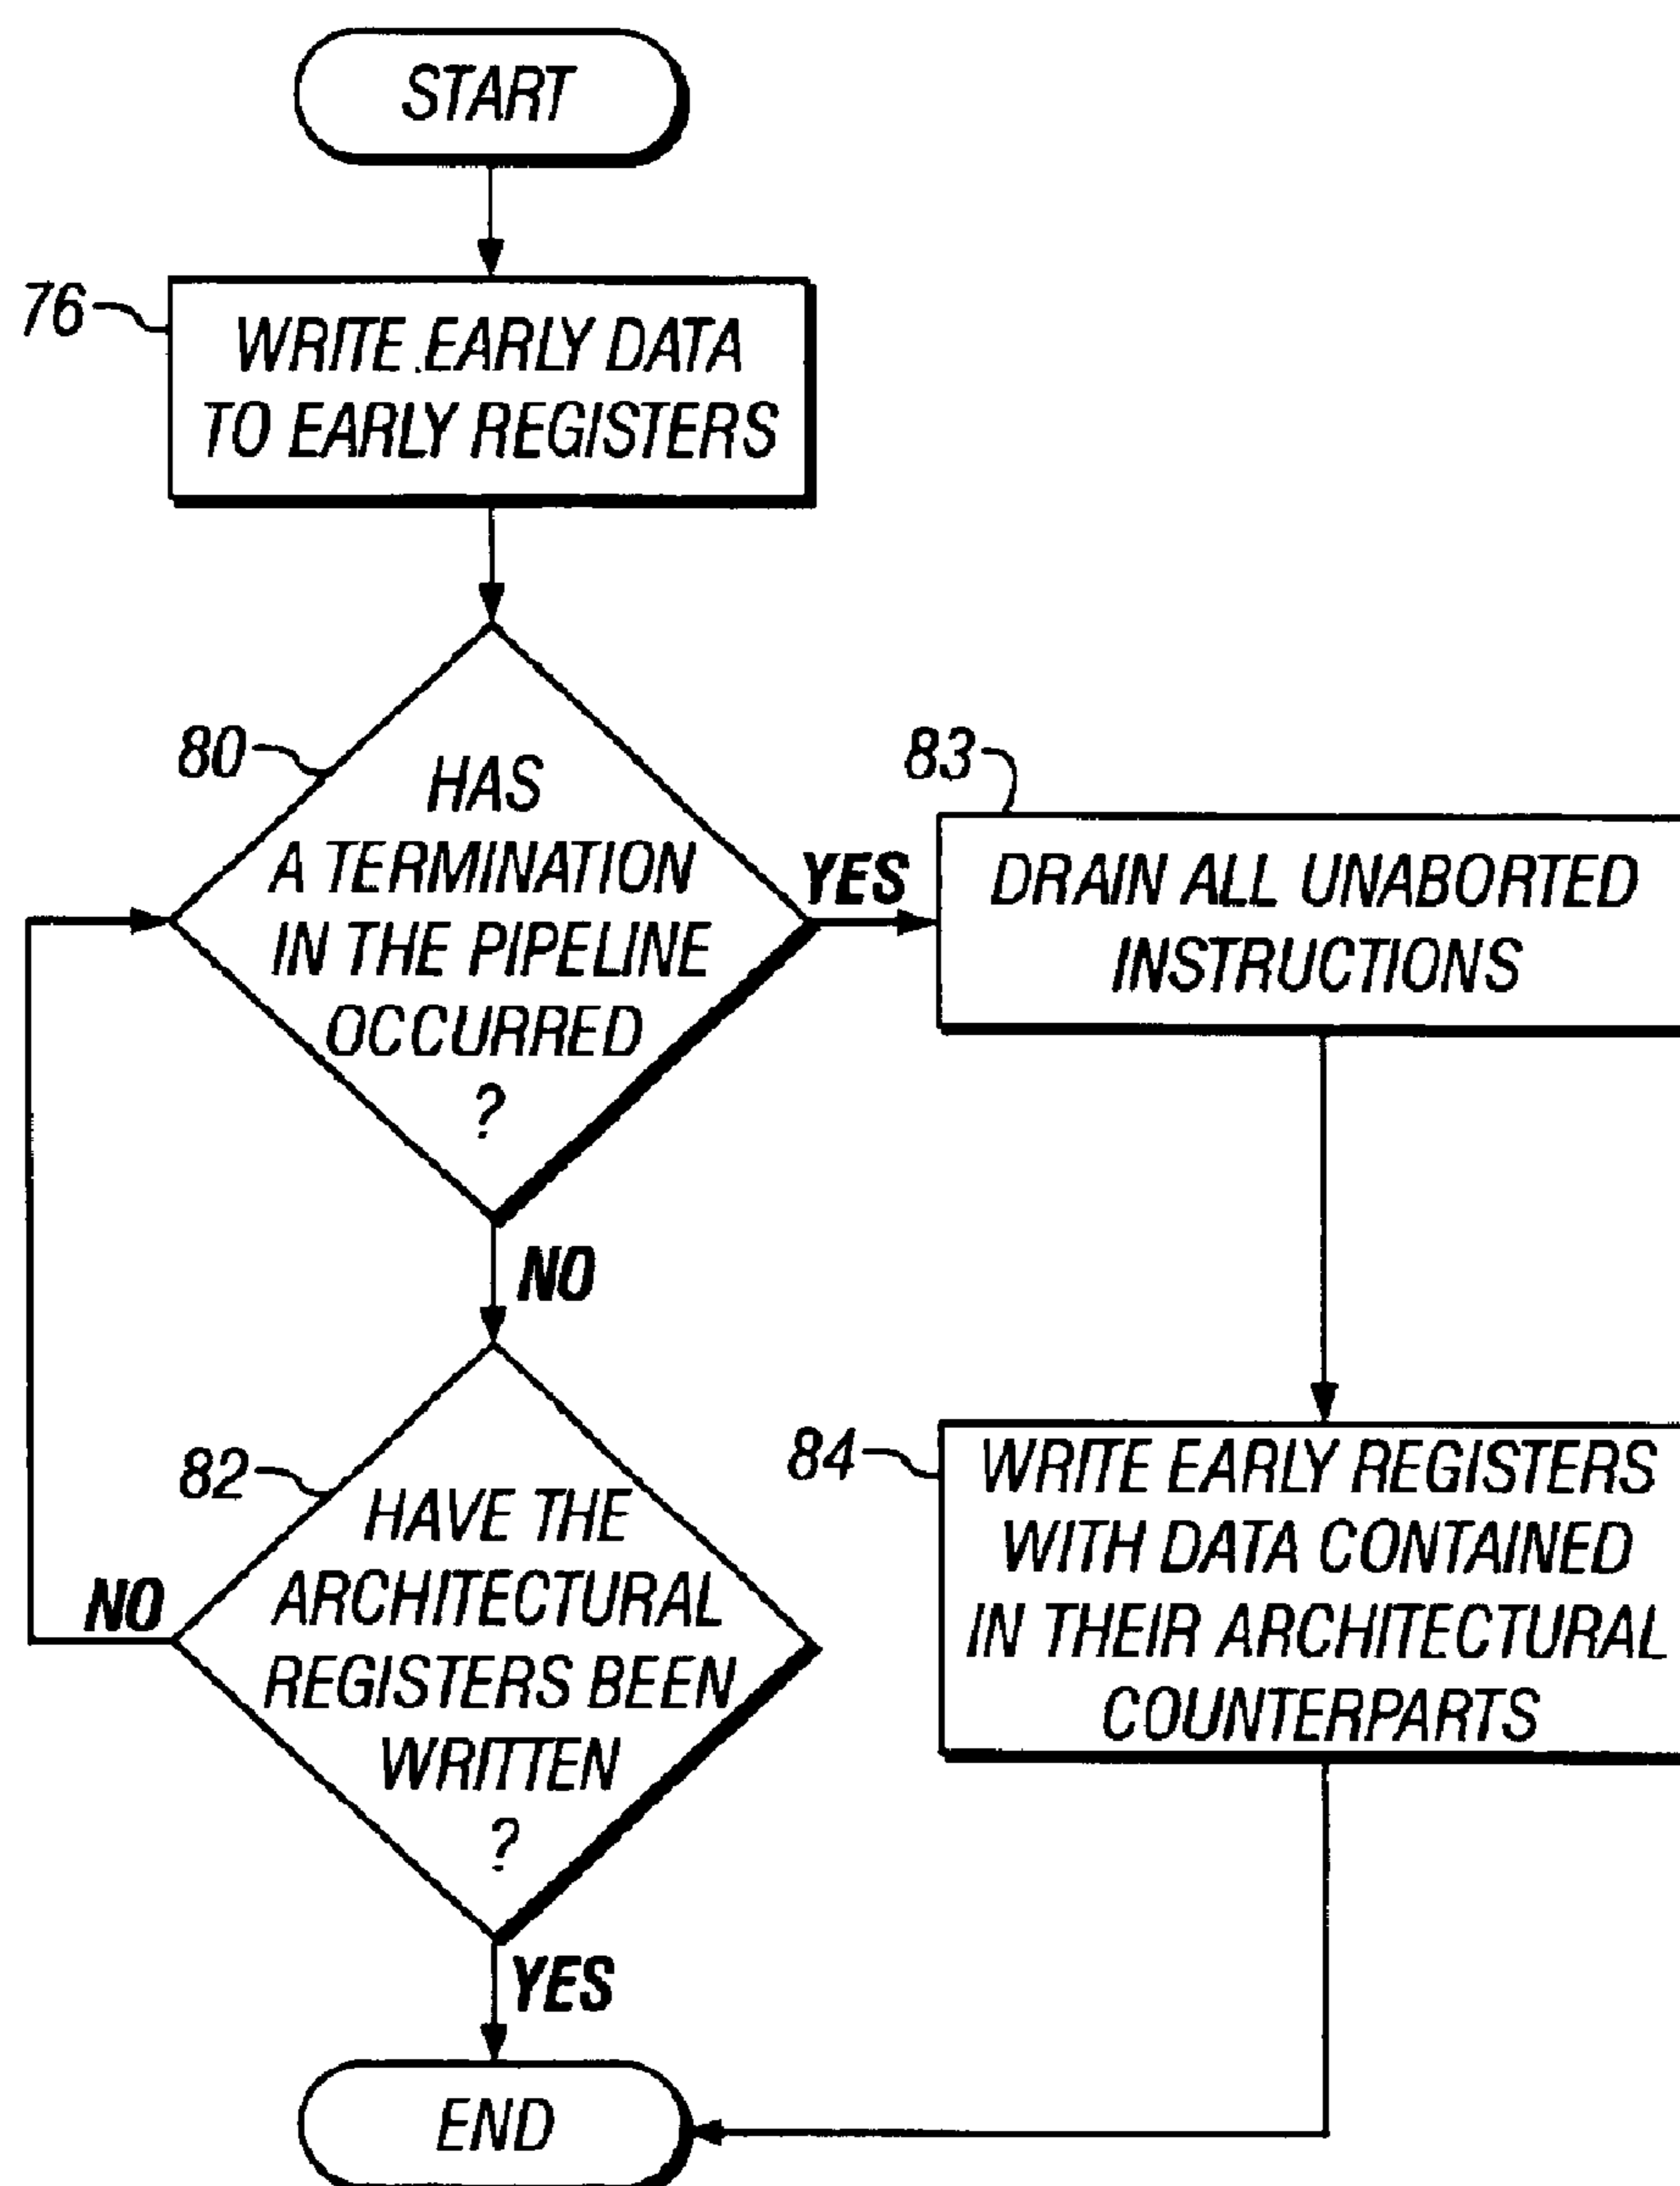 START
76
WRITE EARLY DATA
TO EARLY REGISTERS
80
HAS
A TERMINATION
IN THE PIPELINE
OCCURRED
?
YES
83
DRAIN ALL UNABORTED
INSTRUCTIONS
NO
82
HAVE THE
ARCHITECTURAL
REGISTERS BEEN
WRITTEN
?
NO
84
WRITE EARLY REGISTERS
WITH DATA CONTAINED
IN THEIR ARCHITECTURAL
COUNTERPARTS
YES
END